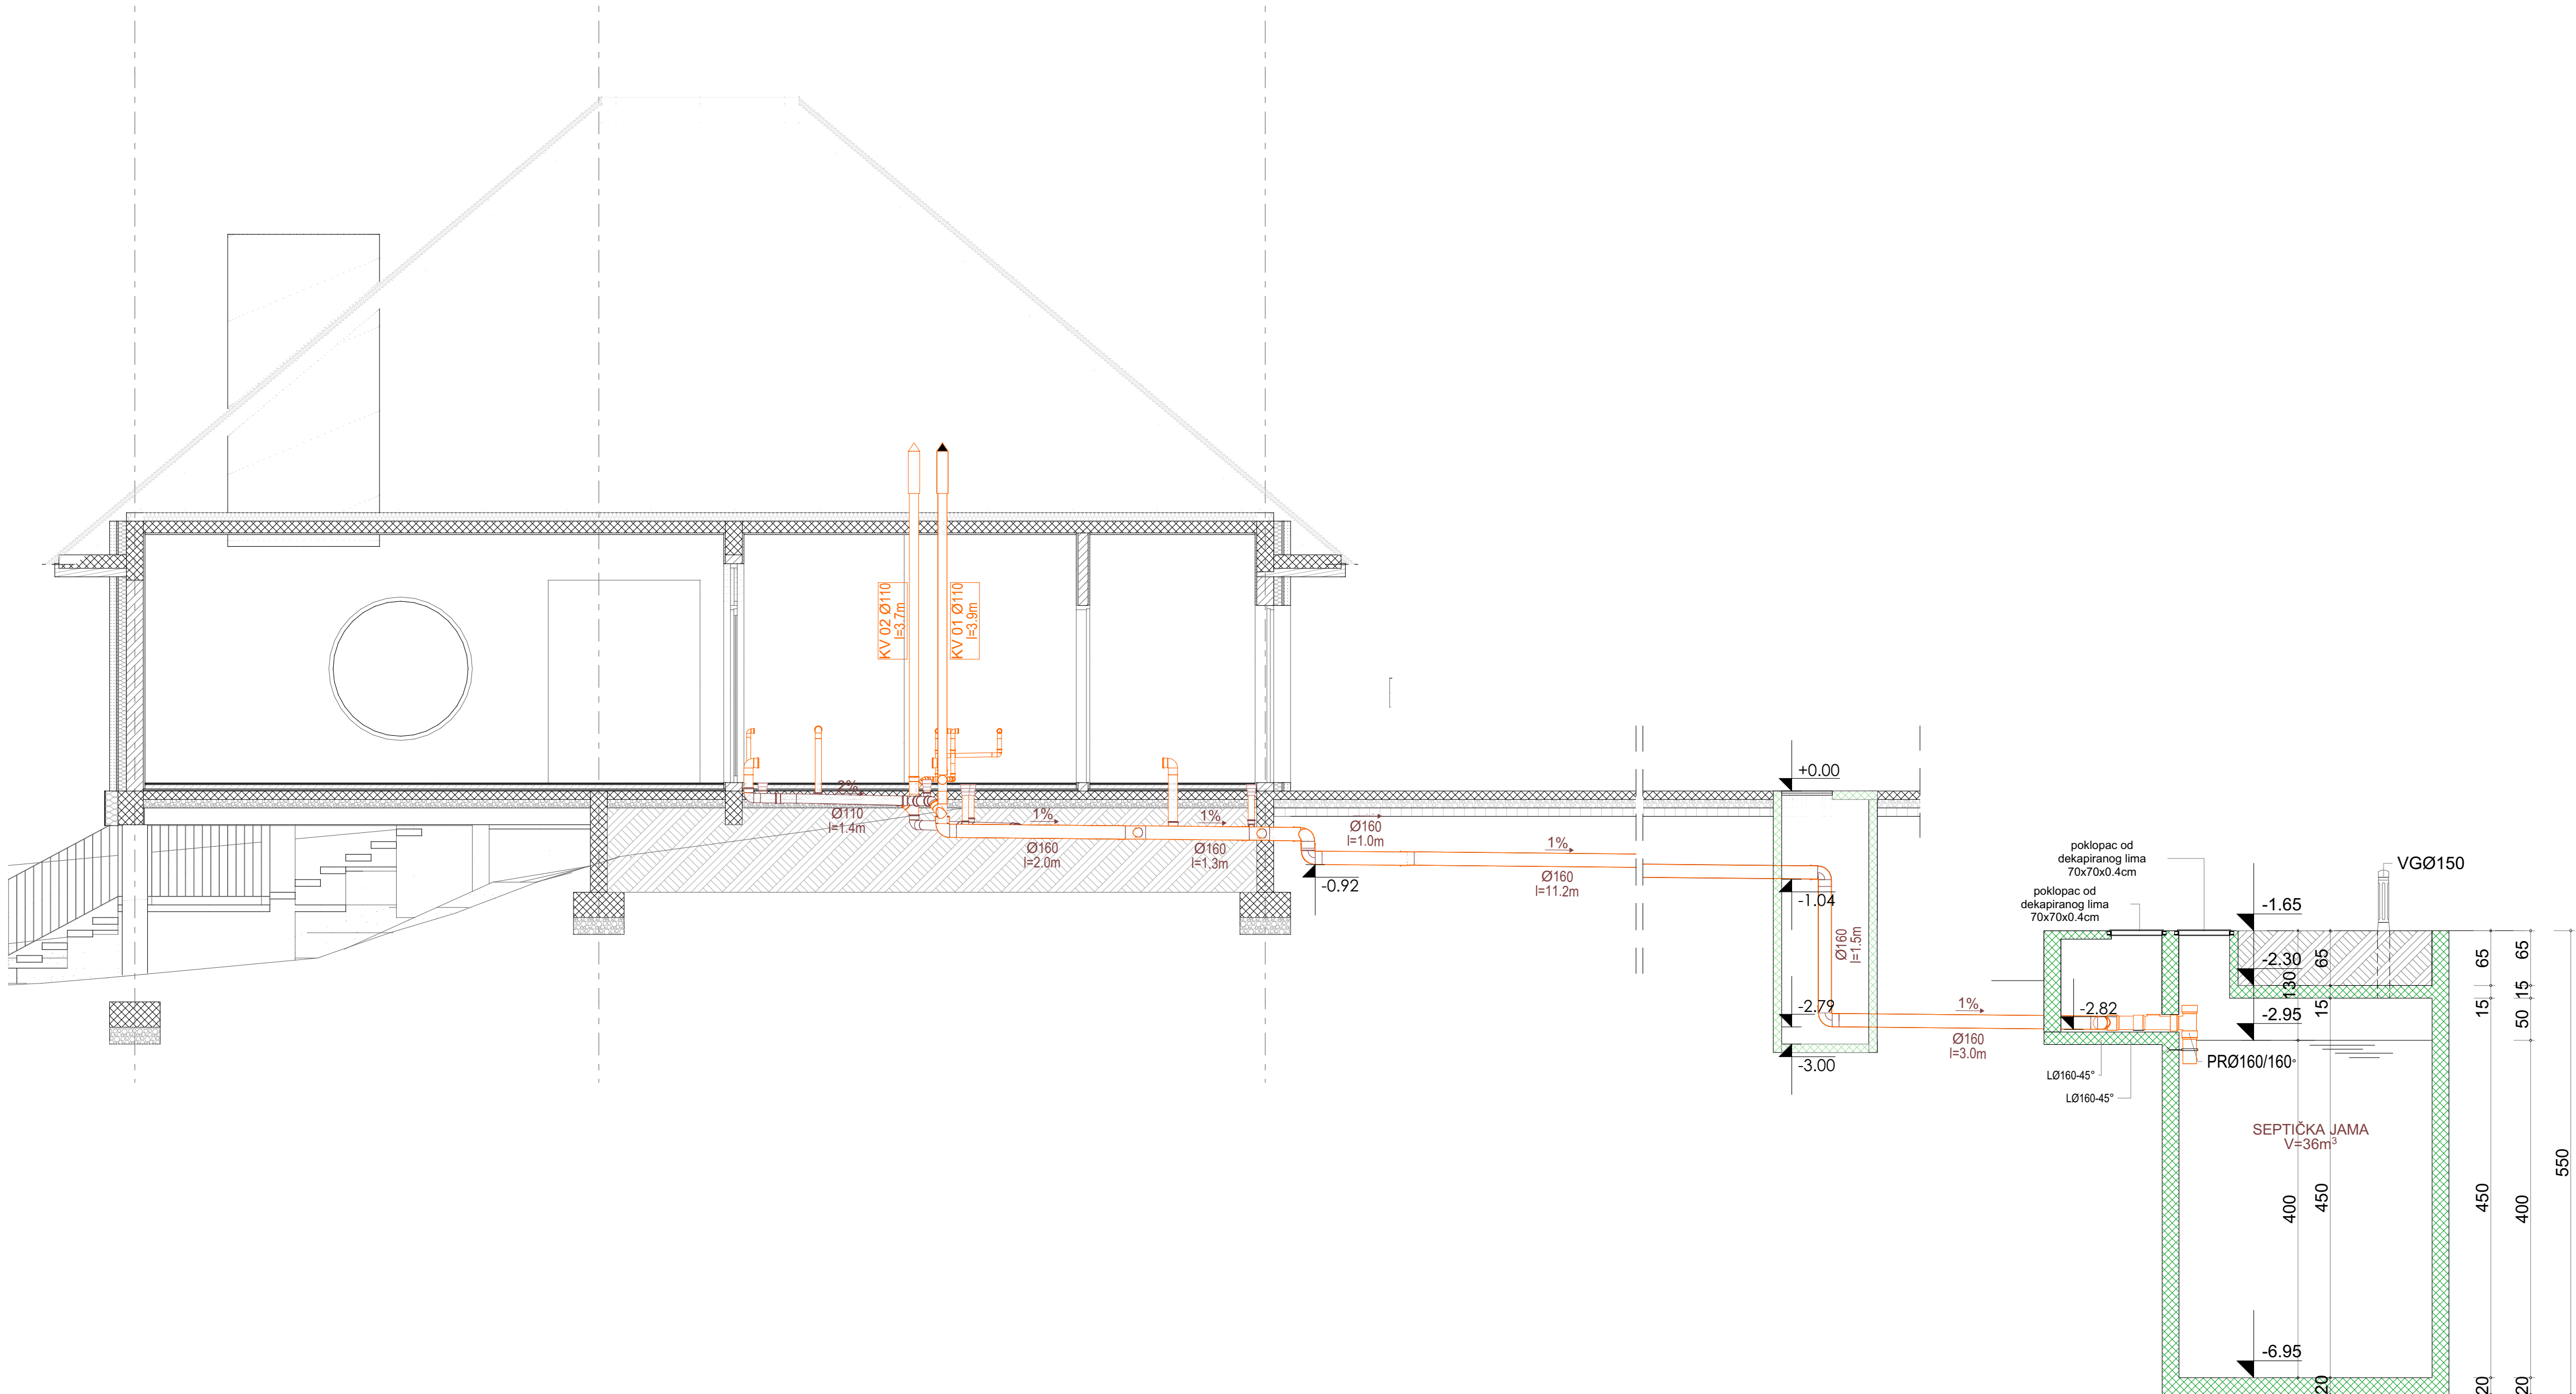 KV 02 Ø110
l=3.7m
KV 01 Ø110
l=3.9m
2%
Ø110
l=1.4m
1%
Ø160
l=2.0m
1%
Ø160
l=1.3m
Ø160
l=1.0m
-0.92
1%
Ø160
l=11.2m
+0.00
-1.04
Ø160
l=1.5m
-2.79
-3.00
1%
Ø160
l=3.0m
poklopac od
dekapiranog lima
70x70x0.4cm
poklopac od
dekapiranog lima
70x70x0.4cm
VGØ150
-1.65
-2.30
-2.82
-2.95
PRØ160/160°
LØ160-45°
LØ160-45°
SEPTIČKA JAMA
V=36m³
-6.95
130
400
65
15
450
20
65
15
450
20
65
15
50
400
20
550